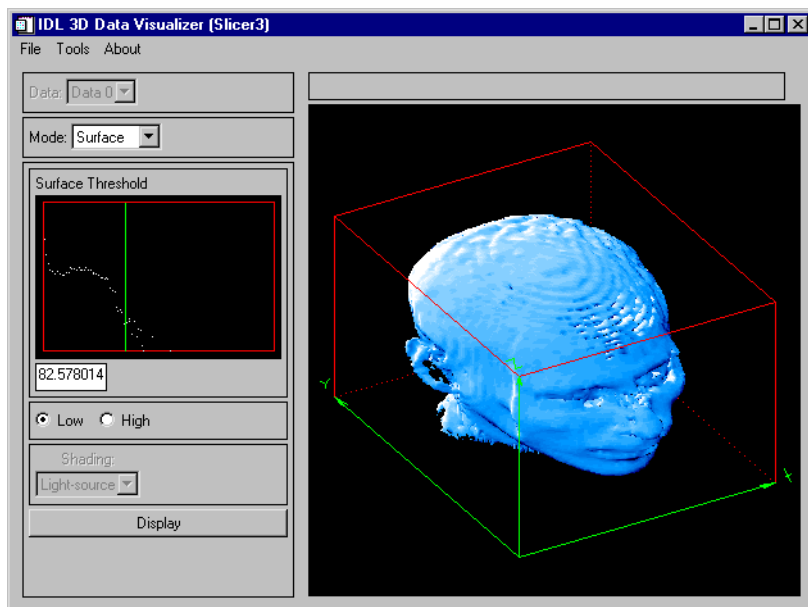 IDL 3D Data Visualizer (Slicer3)
File Tools About
Data: Data 0
Mode: Surface
Surface Threshold
82.578014
Low High
Shading:
Light-source
Display
Z
Y
X